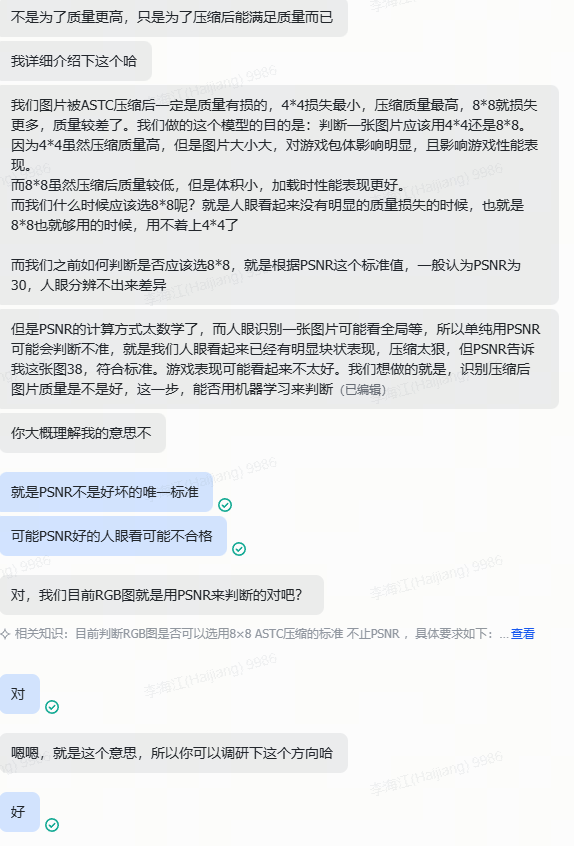 不是为了质量更高，只是为了压缩后能满足质量而已
我详细介绍下这个哈
我们图片被ASTC压缩后一定是质量有损的，4*4损失最小，压缩质量最高，8*8就损失
更多，质量较差了。我们做的这个模型的目的是：判断一张图片应该用4*4还是8*8。
因为4*4虽然压缩质量高，但是图片大小大，对游戏包体影响明显，且影响游戏性能表
现。
而8*8虽然压缩后质量较低，但是体积小，加载时性能表现更好。
而我们什么时候应该选8*8呢？就是人眼看起来没有明显的质量损失的时候，也就是
8*8也就够用的时候，用不着上4*4了
而我们之前如何判断是否应该选8*8，就是根据PSNR这个标准值，一般认为PSNR为
30，人眼分辨不出来差异
但是PSNR的计算方式太数学了，而人眼识别一张图片可能看全局等，所以单纯用PSNR
可能会判断不准，就是我们人眼看起来已经有明显块状表现，压缩太狠，但PSNR告诉
我这张图38，符合标准。游戏表现可能看起来不太好。我们想做的就是，识别压缩后
图片质量是不是好，这一步，能否用机器学习来判断（已编辑）
你大概理解我的意思不
就是PSNR不是好坏的唯一标准
可能PSNR好的人眼看可能不合格
对，我们目前RGB图就是用PSNR来判断的对吧？
相关知识：目前判断RGB图是否可以选用8×8 ASTC压缩的标准 不止PSNR ，具体要求如下：... 查看
对
嗯嗯，就是这个意思，所以你可以调研下这个方向哈
好
李海江(Haijiang) 9986